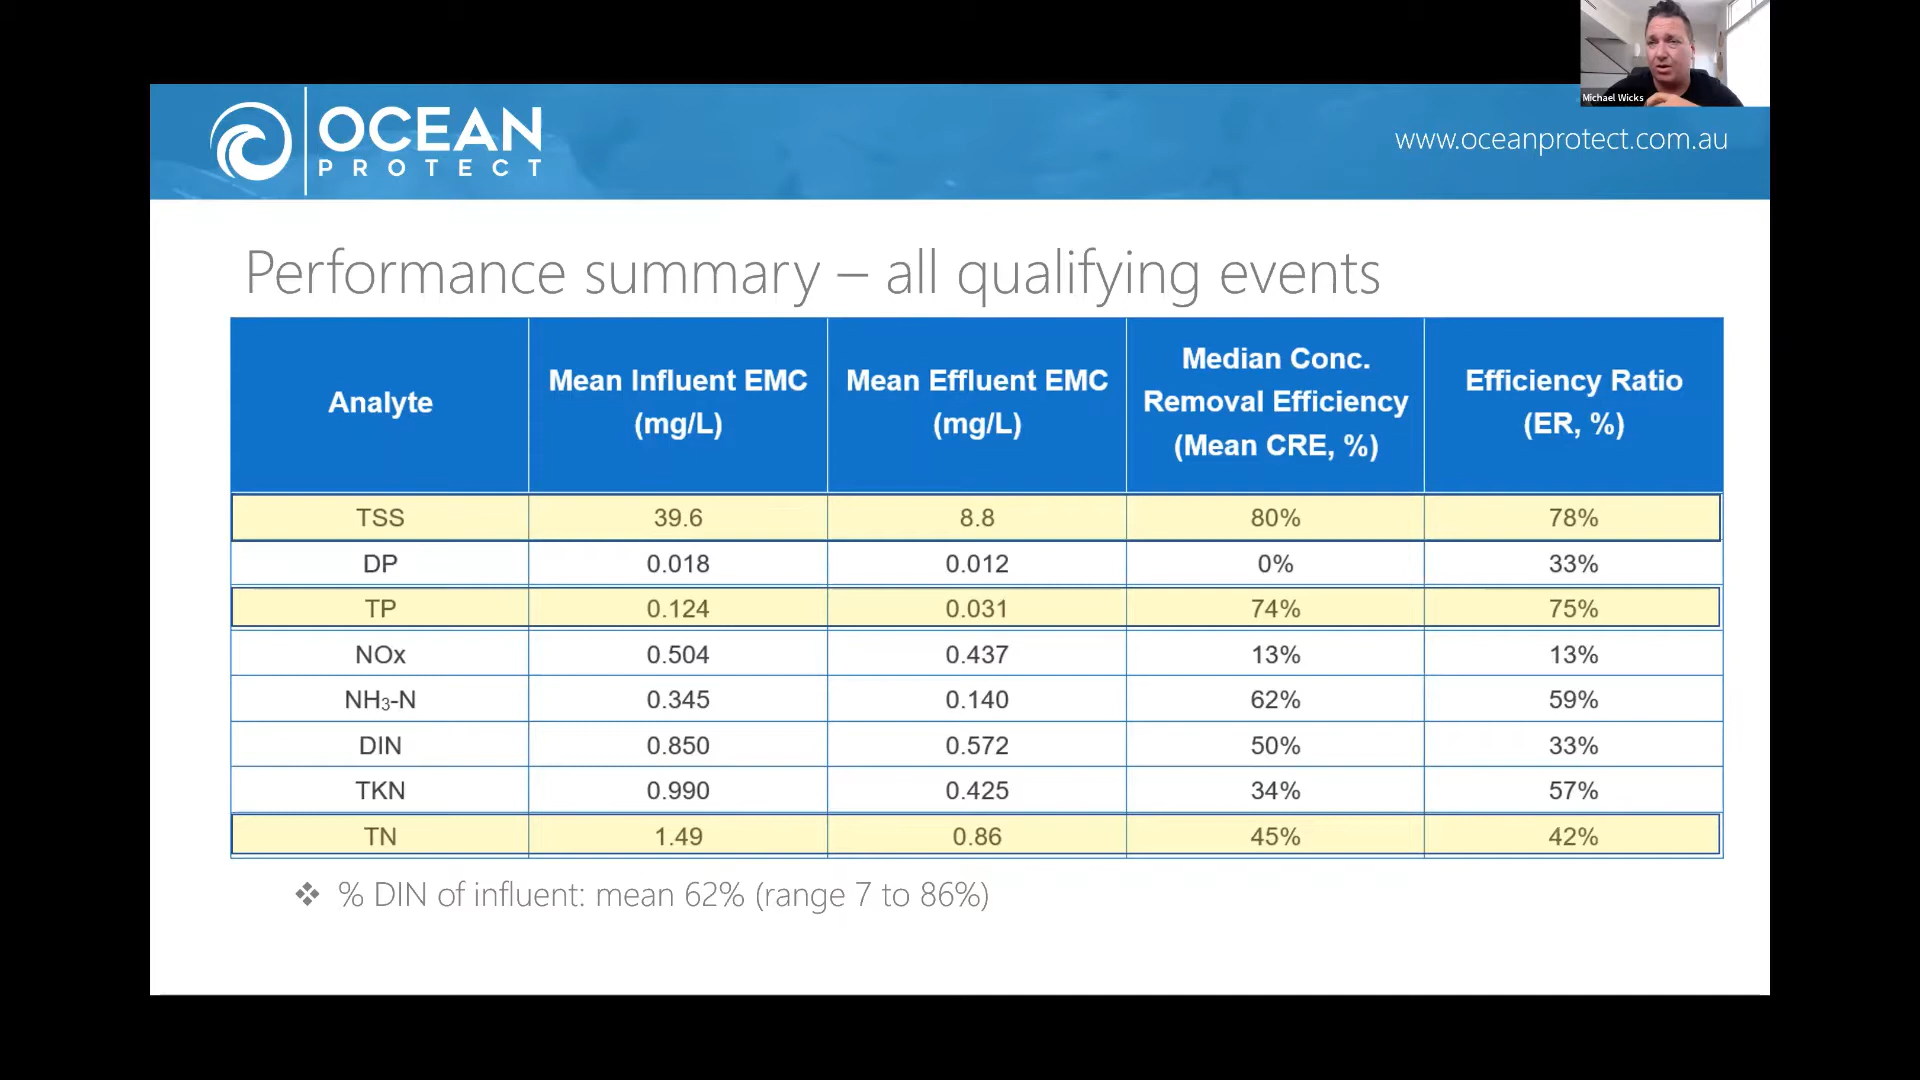 Michael Wicks
OCEAN
PROTECT
www.oceanprotect.com.au
Performance summary – all qualifying events
Analyte
Mean Influent EMC
(mg/L)
Mean Effluent EMC
(mg/L)
Median Conc.
Removal Efficiency
(Mean CRE, %)
Efficiency Ratio
(ER, %)
TSS 39.6 8.8 80% 78%
DP 0.018 0.012 0% 33%
TP 0.124 0.031 74% 75%
NOx 0.504 0.437 13% 13%
NH₃-N 0.345 0.140 62% 59%
DIN 0.850 0.572 50% 33%
TKN 0.990 0.425 34% 57%
TN 1.49 0.86 45% 42%
❖ % DIN of influent: mean 62% (range 7 to 86%)